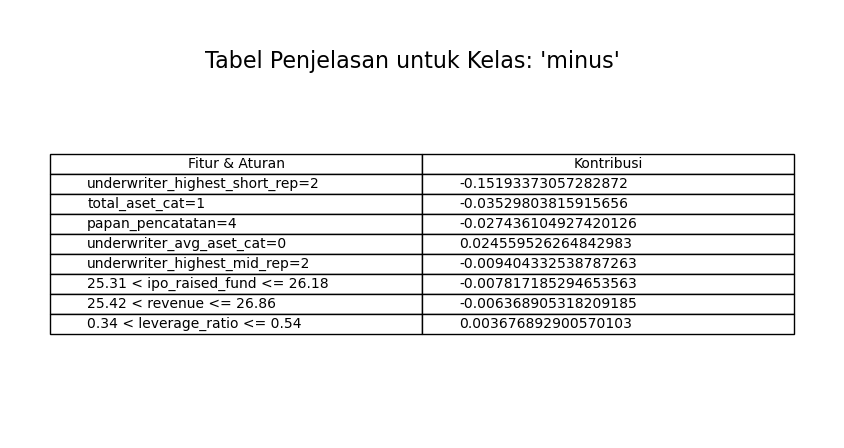 Tabel Penjelasan untuk Kelas: 'minus'
Fitur & Aturan Kontribusi
underwriter_highest_short_rep=2 -0.15193373057282872
total_aset_cat=1 -0.03529803815915656
papan_pencatatan=4 -0.027436104927420126
underwriter_avg_aset_cat=0 0.024559526264842983
underwriter_highest_mid_rep=2 -0.009404332538787263
25.31 < ipo_raised_fund <= 26.18 -0.007817185294653563
25.42 < revenue <= 26.86 -0.006368905318209185
0.34 < leverage_ratio <= 0.54 0.003676892900570103